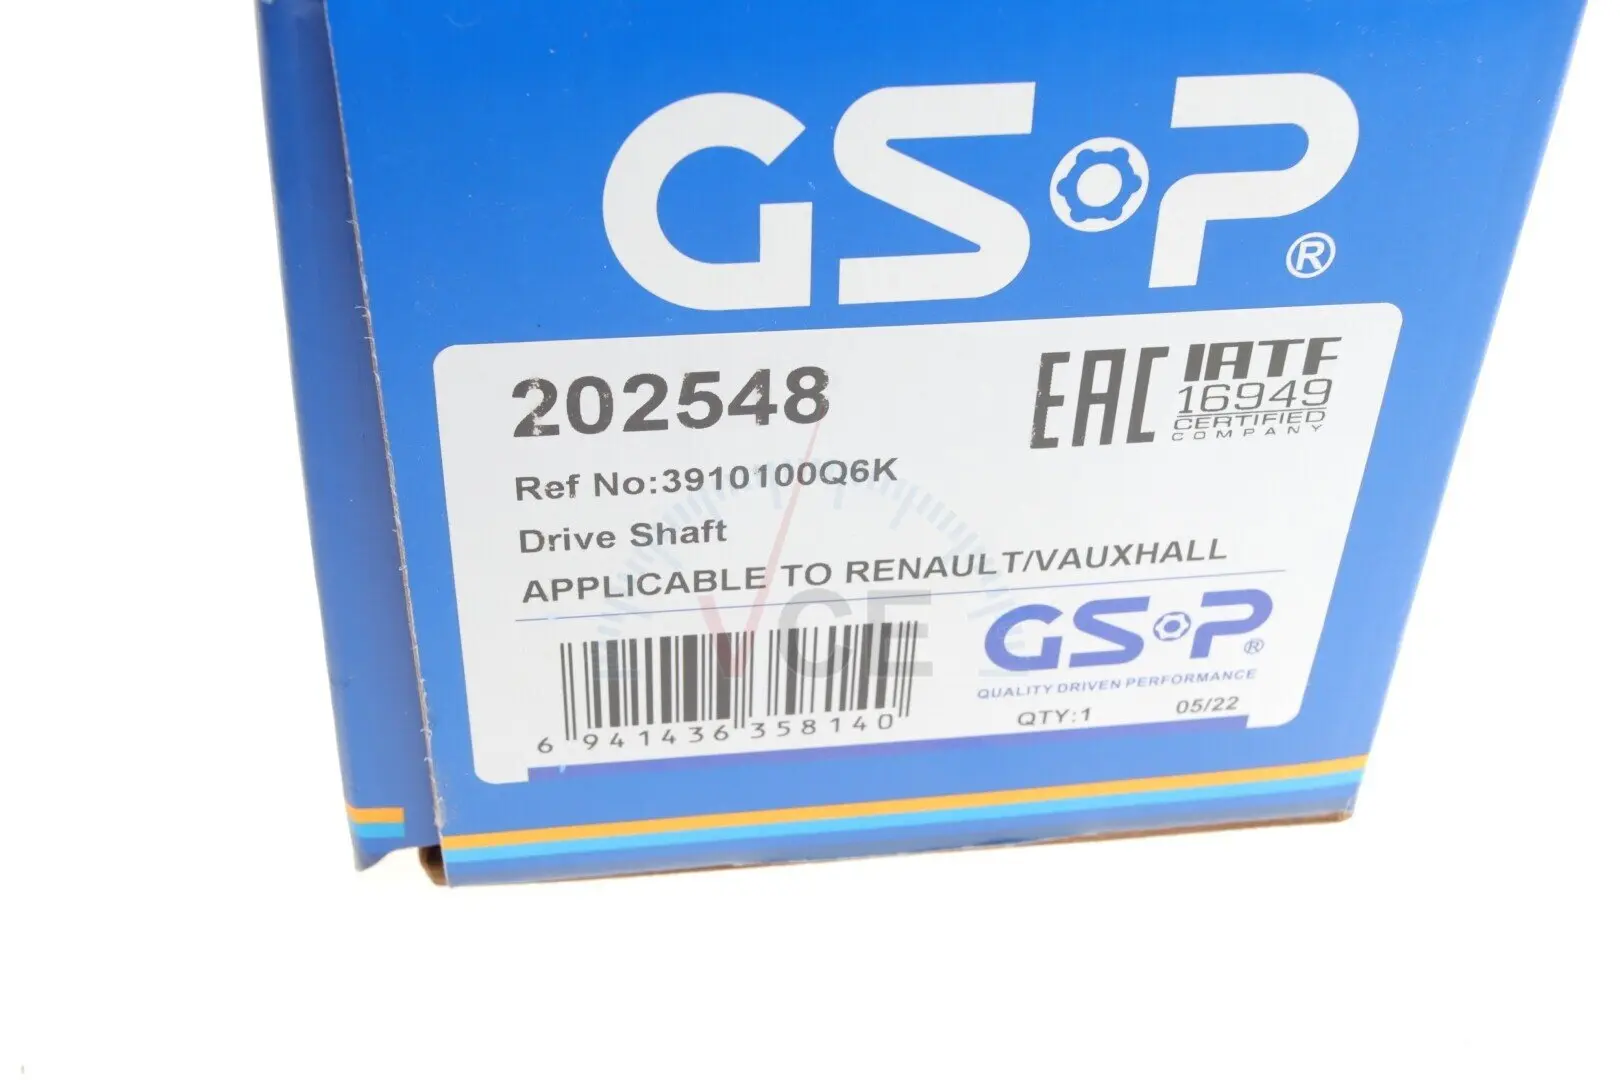 GSP®
202548
EAC
IATF
16949
CERTIFIED
COMPANY
Ref No:3910100Q6K
Drive Shaft
APPLICABLE TO RENAULT/VAUXHALL
VCE
GSP®
QUALITY DRIVEN PERFORMANCE
QTY:1 05/22
6 941436 358140